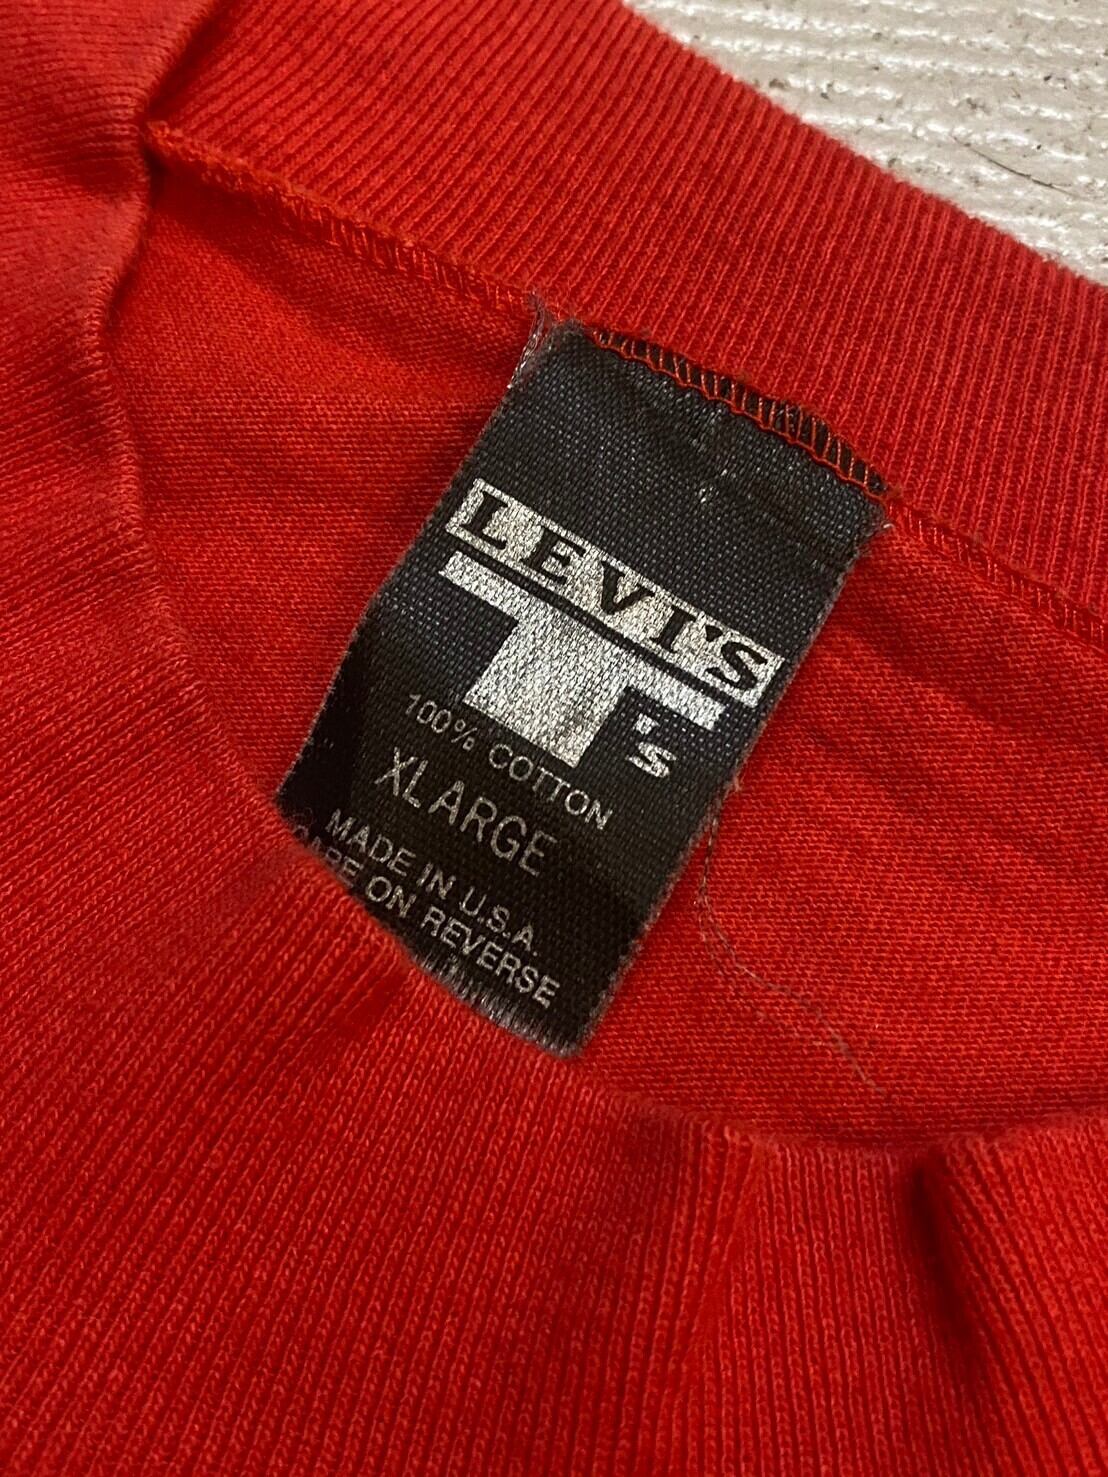 LEVI'S
T's
100% COTTON
XLARGE
MADE IN U.S.A.
CARE ON REVERSE